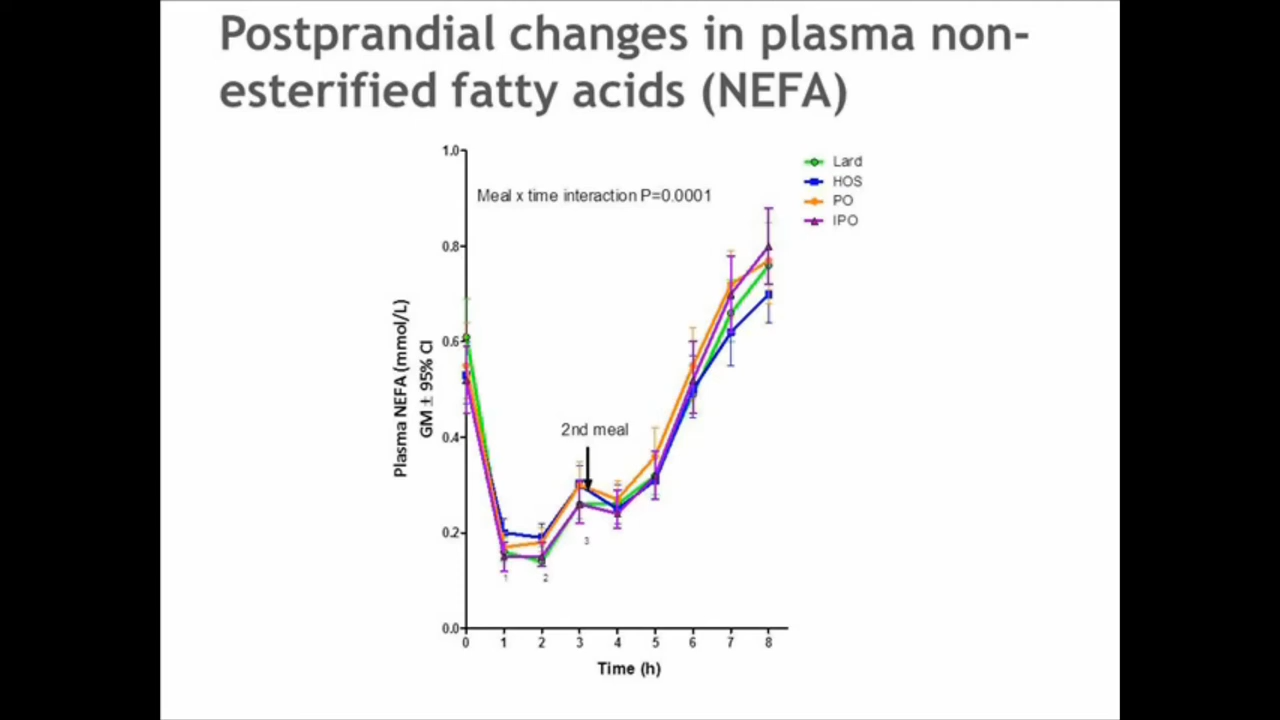 Postprandial changes in plasma non-
esterified fatty acids (NEFA)
1.0
0.8
0.6
0.4
0.2
0.0
Plasma NEFA (mmol/L)
GM ± 95% CI
Meal x time interaction P=0.0001
2nd meal
1
2
3
0 1 2 3 4 5 6 7 8
Time (h)
Lard
HOS
PO
IPO